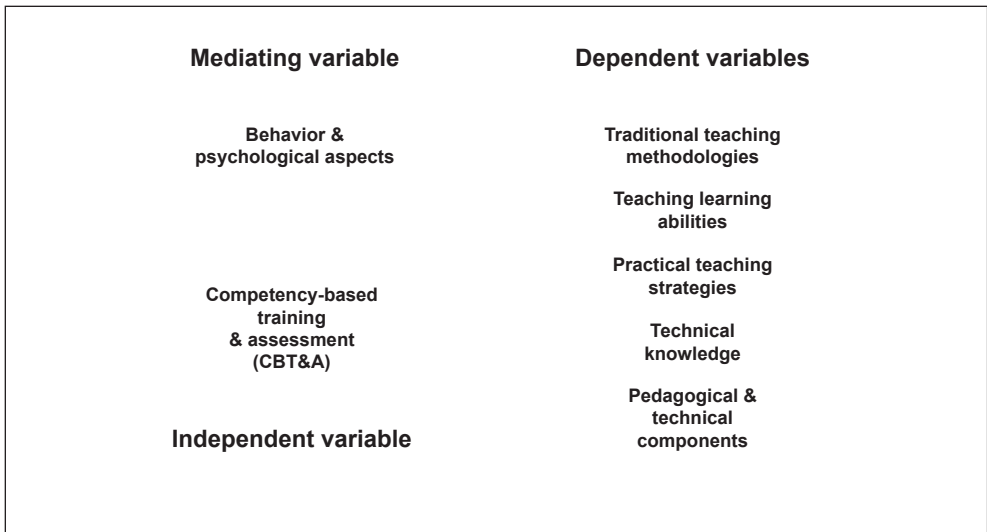 Mediating variable
Behavior &
psychological aspects
Competency-based
training
& assessment
(CBT&A)
Independent variable
Dependent variables
Traditional teaching
methodologies
Teaching learning
abilities
Practical teaching
strategies
Technical
knowledge
Pedagogical &
technical
components